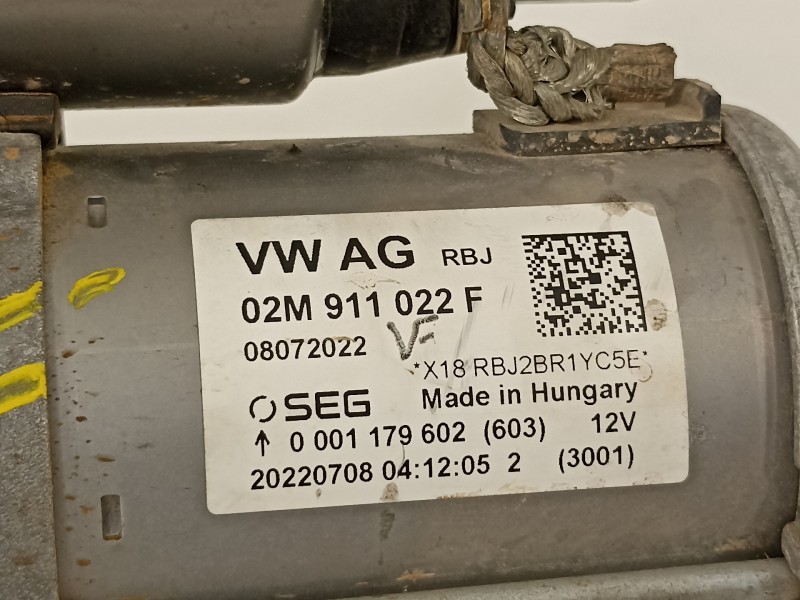 VW AG RBJ
02M 911 022 F
08072022 VF
*X18 RBJ2BR1YC5E*
SEG Made in Hungary
↑ 0 001 179 602 (603) 12V
20220708 04:12:05 2 (3001)